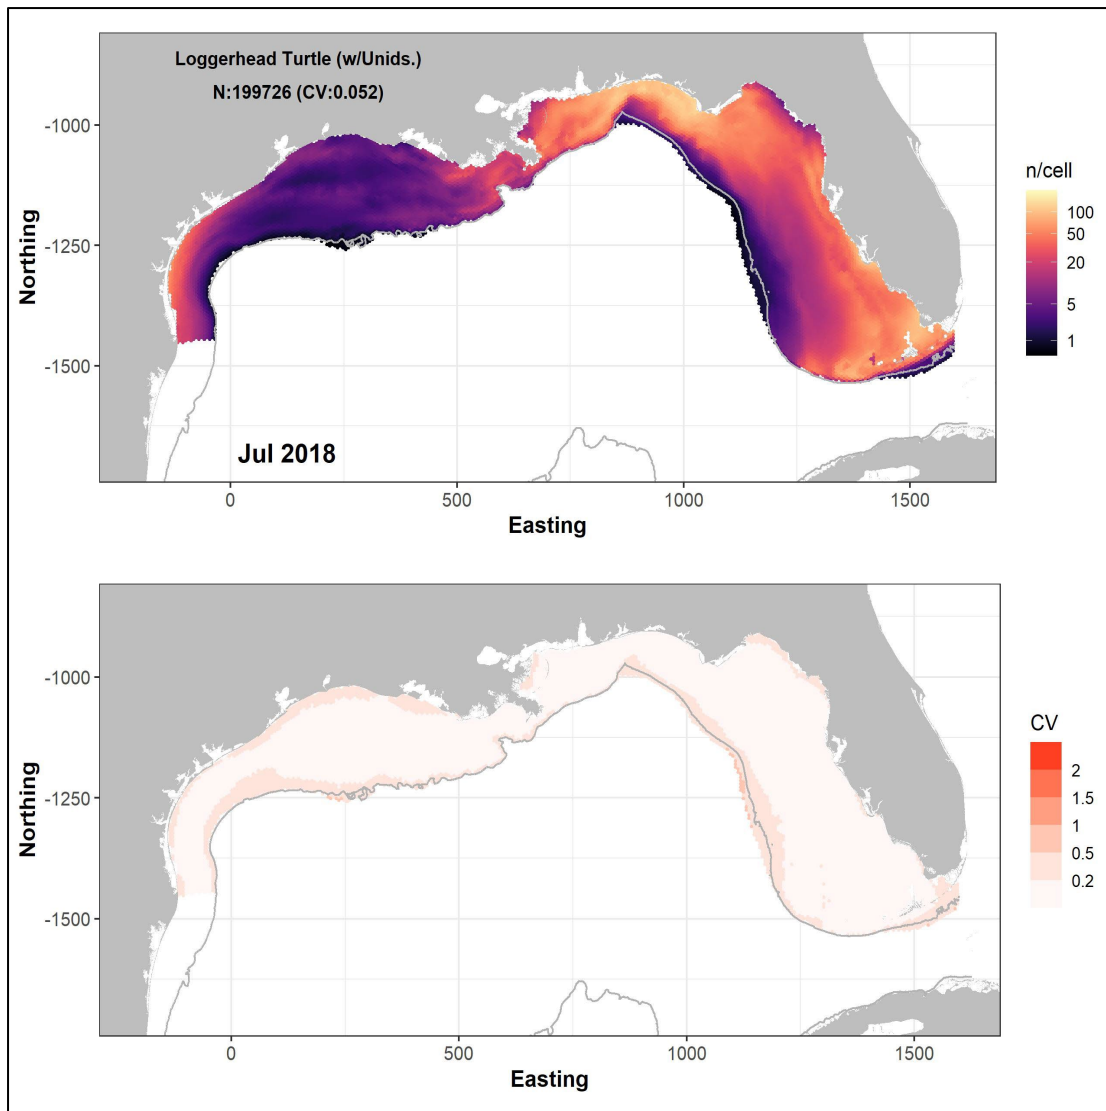 Loggerhead Turtle (w/Unids.)
N:199726 (CV:0.052)
-1000
-1250
-1500
Northing
Jul 2018
0 500 1000 1500
Easting
n/cell
100
50
20
5
1
-1000
-1250
-1500
Northing
0 500 1000 1500
Easting
CV
2
1.5
1
0.5
0.2